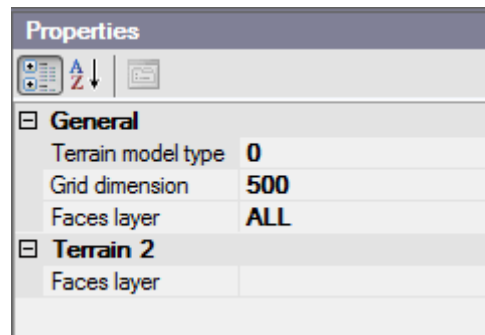 Properties
A
Z
General
Terrain model type 0
Grid dimension 500
Faces layer ALL
Terrain 2
Faces layer